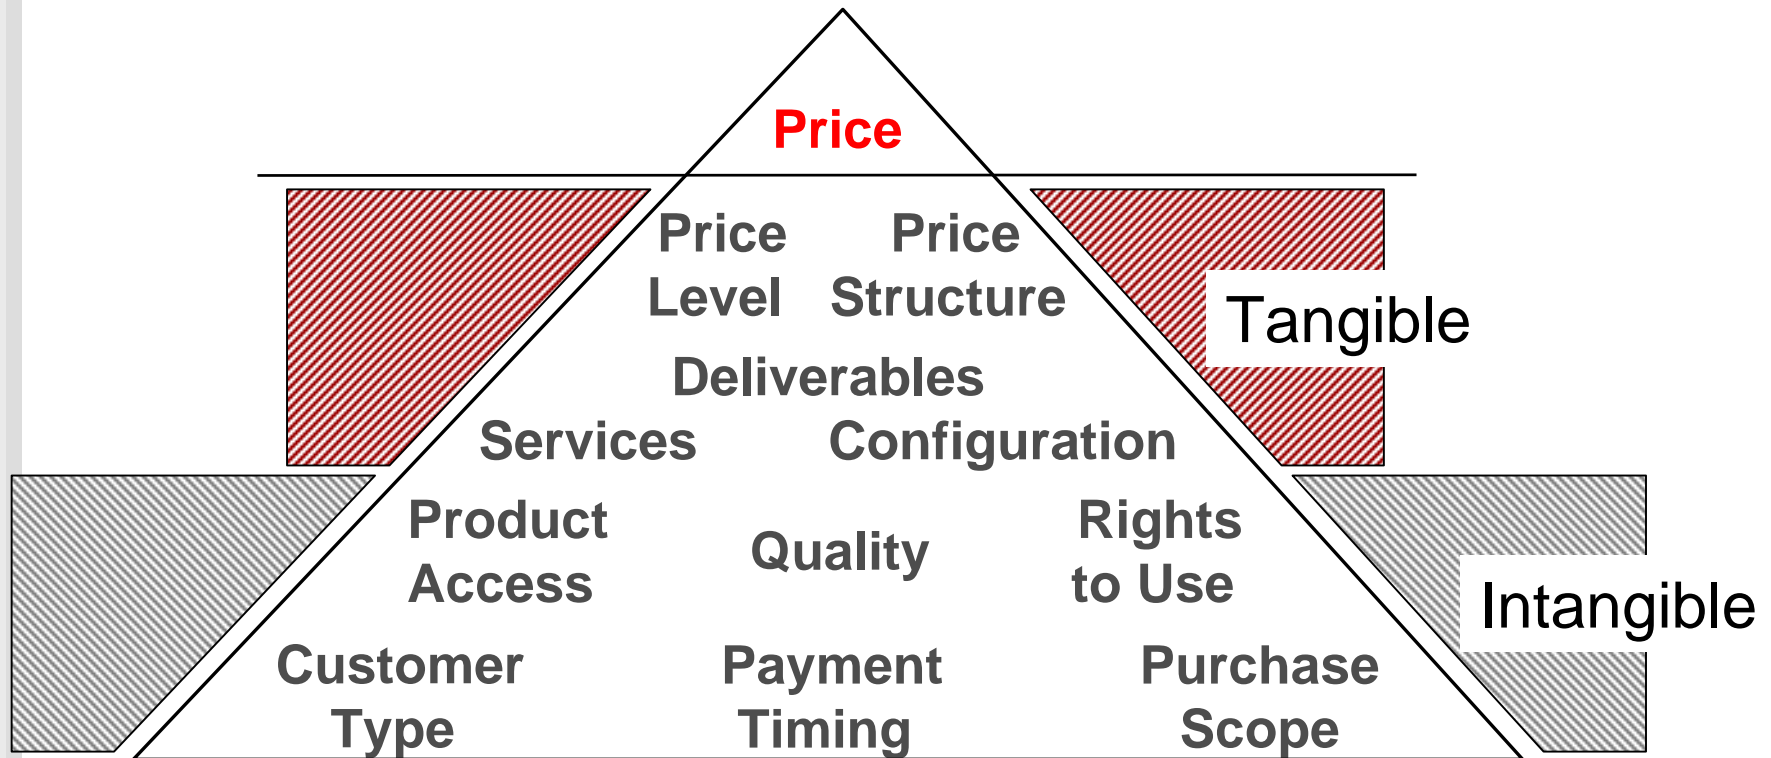 Price
Price Price
Level Structure
Tangible
Deliverables
Services Configuration
Product Rights
Quality
Access to Use
Intangible
Customer Payment Purchase
Type Timing Scope